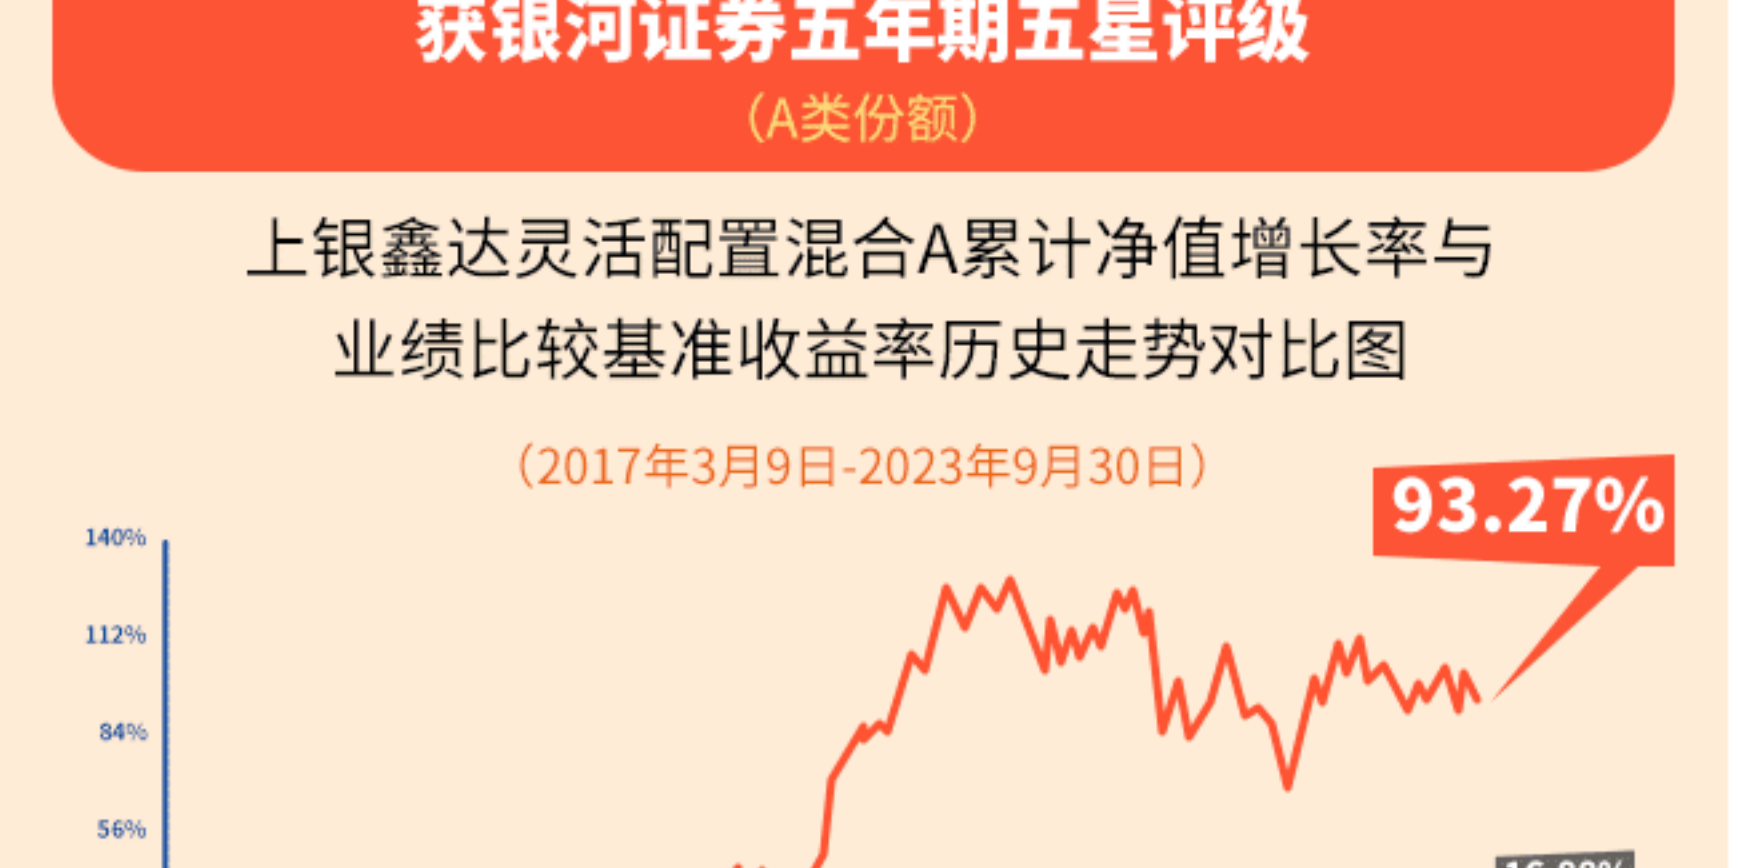 获银河证券五年期五星评级
（A类份额）
上银鑫达灵活配置混合A累计净值增长率与
业绩比较基准收益率历史走势对比图
（2017年3月9日-2023年9月30日）
93.27%
140%
112%
84%
56%